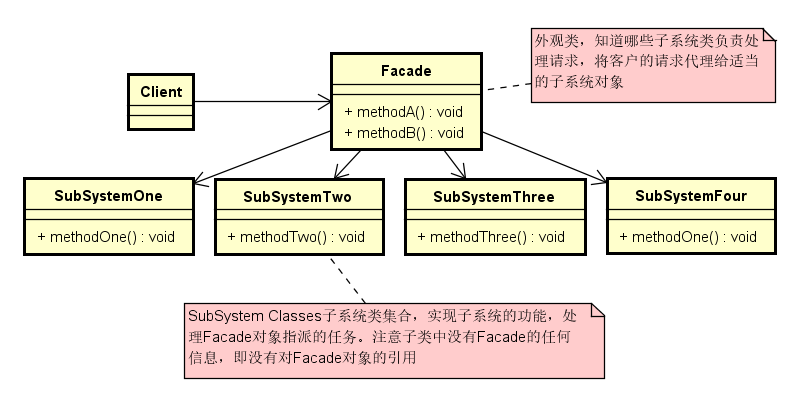 外观类，知道哪些子系统类负责处
理请求，将客户的请求代理给适当
的子系统对象
Facade
Client
+ methodA() : void
+ methodB() : void
SubSystemOne
SubSystemTwo
SubSystemThree
SubSystemFour
+ methodOne() : void
+ methodTwo() : void
+ methodThree() : void
+ methodOne() : void
SubSystem Classes子系统类集合，实现子系统的功能，处
理Facade对象指派的任务。注意子类中没有Facade的任何
信息，即没有对Facade对象的引用